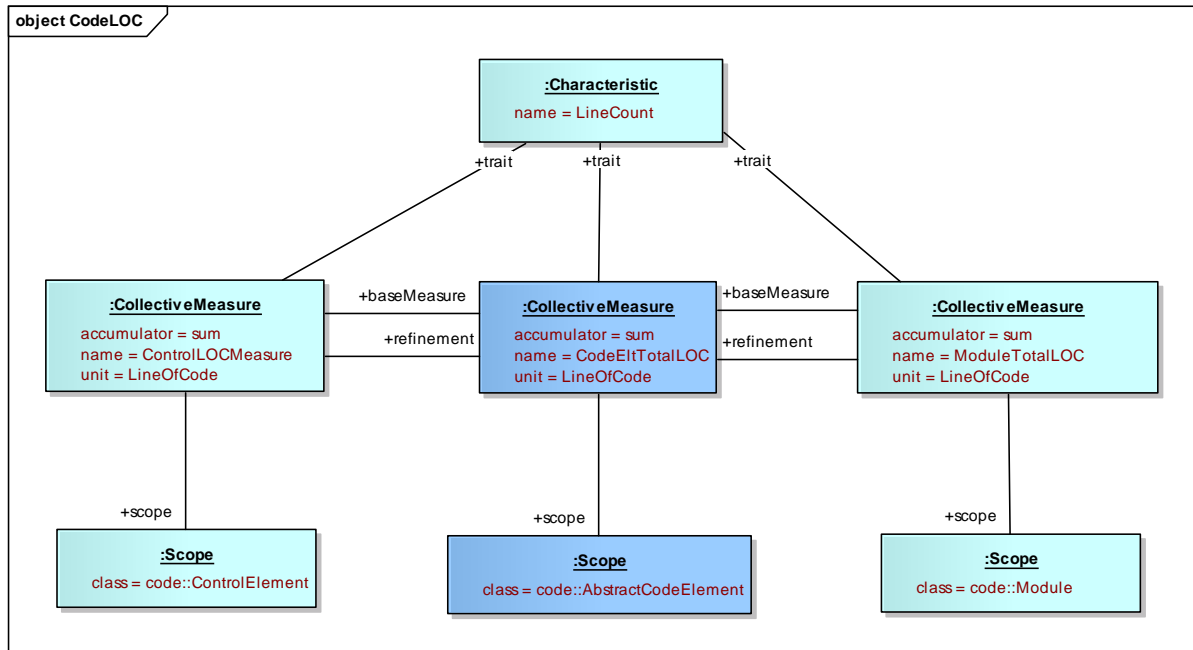 object CodeLOC
:Characteristic
name = LineCount
+trait
+trait
+trait
:CollectiveMeasure
accumulator = sum
name = ControlLOCMeasure
unit = LineOfCode
+baseMeasure
+refinement
:CollectiveMeasure
accumulator = sum
name = CodeEltTotalLOC
unit = LineOfCode
+baseMeasure
+refinement
:CollectiveMeasure
accumulator = sum
name = ModuleTotalLOC
unit = LineOfCode
+scope
+scope
+scope
:Scope
class = code::ControlElement
:Scope
class = code::AbstractCodeElement
:Scope
class = code::Module